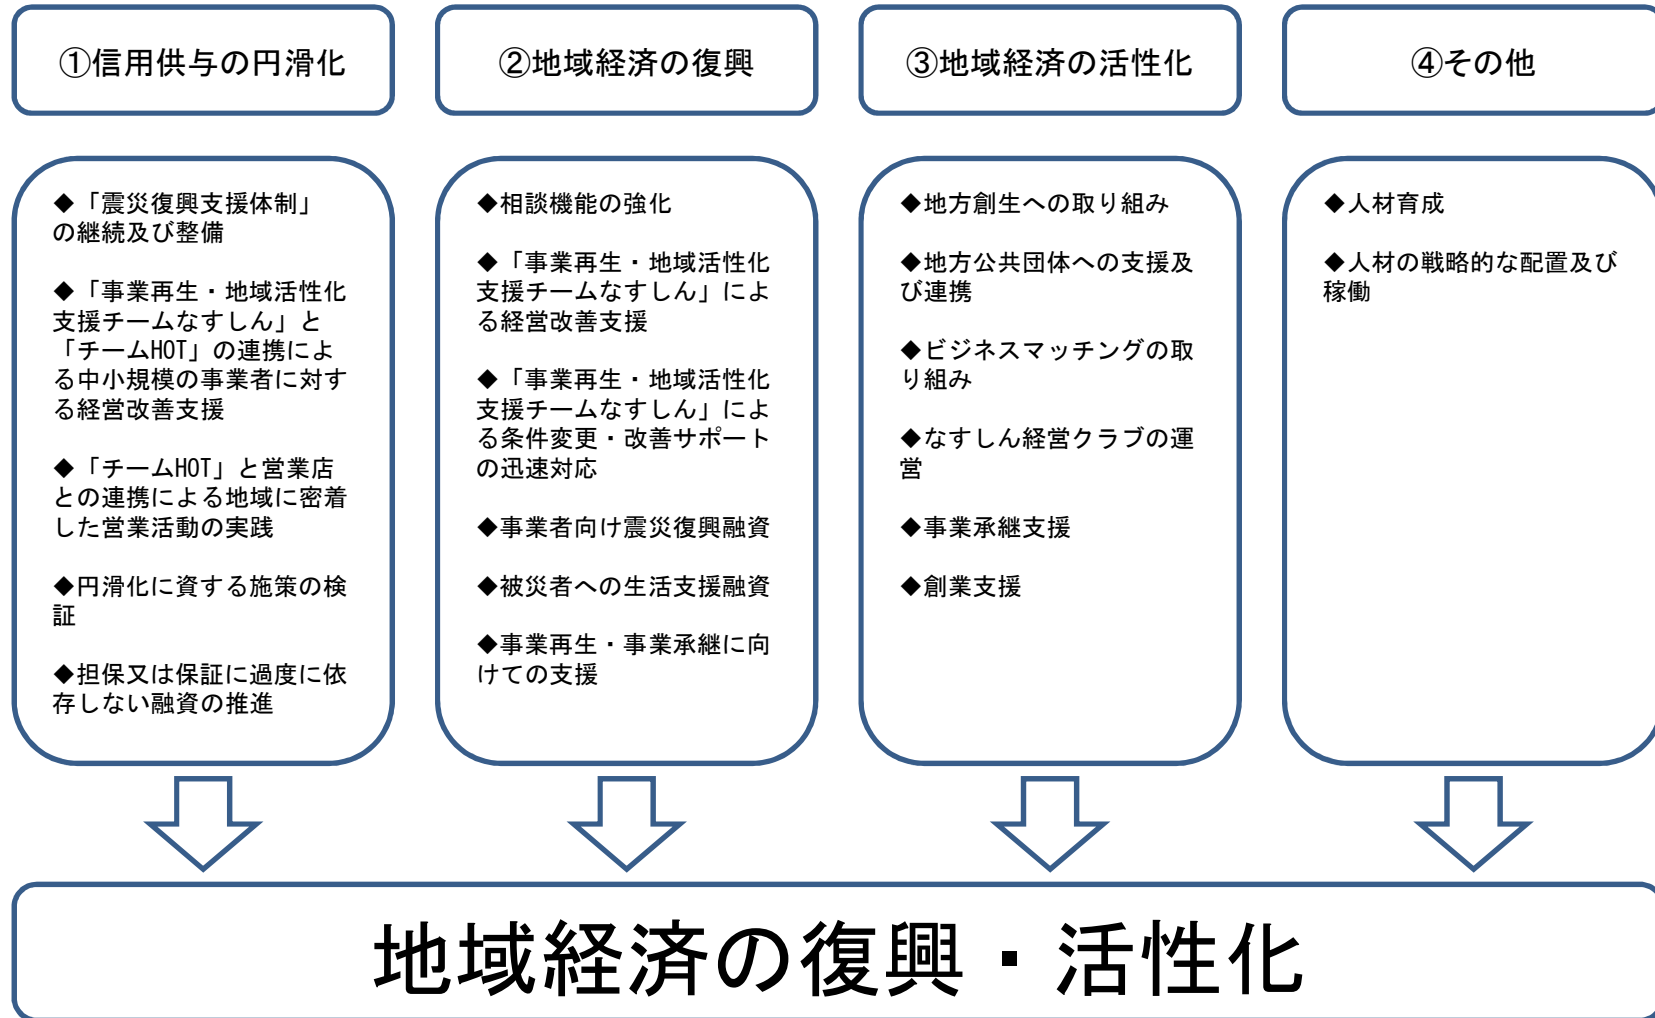 ①信用供与の円滑化
②地域経済の復興
③地域経済の活性化
④その他
◆「震災復興支援体制」
の継続及び整備
◆「事業再生・地域活性化
支援チームなすしん」と
「チームHOT」の連携によ
る中小規模の事業者に対す
る経営改善支援
◆「チームHOT」と営業店
との連携による地域に密着
した営業活動の実践
◆円滑化に資する施策の検
証
◆担保又は保証に過度に依
存しない融資の推進
◆相談機能の強化
◆「事業再生・地域活性化
支援チームなすしん」によ
る経営改善支援
◆「事業再生・地域活性化
支援チームなすしん」によ
る条件変更・改善サポート
の迅速対応
◆事業者向け震災復興融資
◆被災者への生活支援融資
◆事業再生・事業承継に向
けての支援
◆地方創生への取り組み
◆地方公共団体への支援及
び連携
◆ビジネスマッチングの取
り組み
◆なすしん経営クラブの運
営
◆事業承継支援
◆創業支援
◆人材育成
◆人材の戦略的な配置及び
稼働
地域経済の復興・活性化